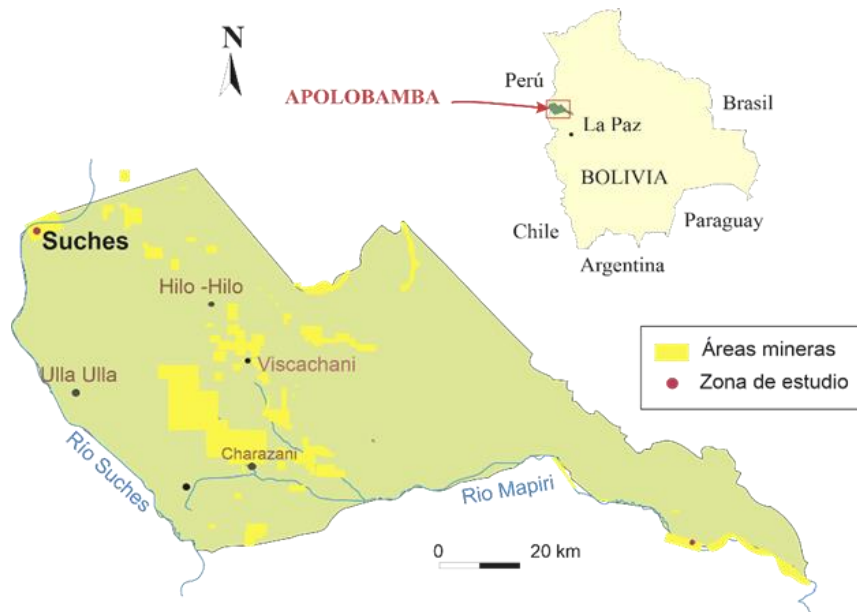 N
Perú
APOLOBAMBA
Brasil
La Paz
BOLIVIA
Paraguay
Chile
Argentina
Suches
Hilo -Hilo
Viscachani
Ulla Ulla
Charazani
Río Suches
Rio Mapiri
Áreas mineras
Zona de estudio
0 20 km